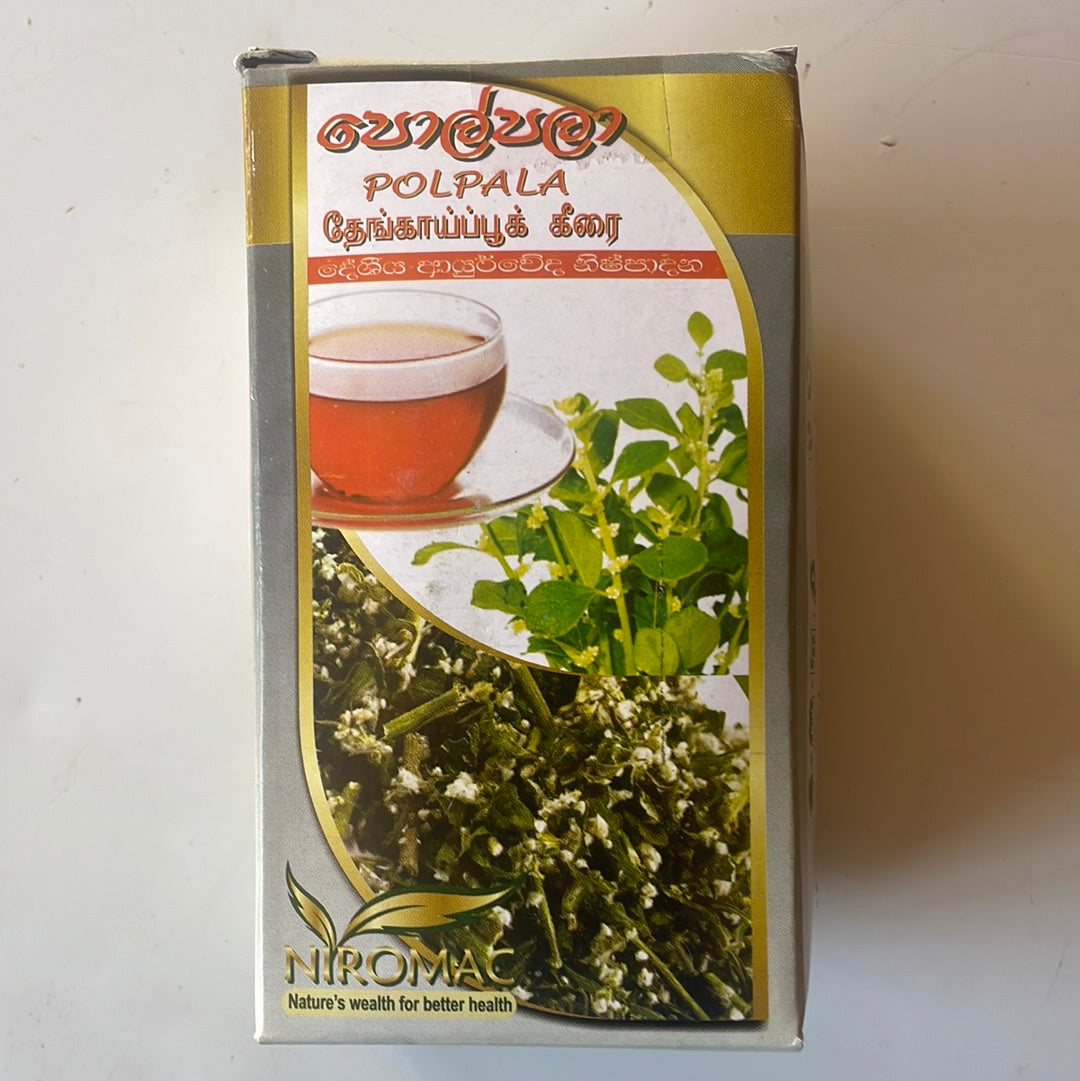 පොල්පලා
POLPALA
தேங்காய்ப்பூக் கீரை
දේශීය ආයුර්වේද නිෂ්පාදන
NIROMAC
Nature's wealth for better health